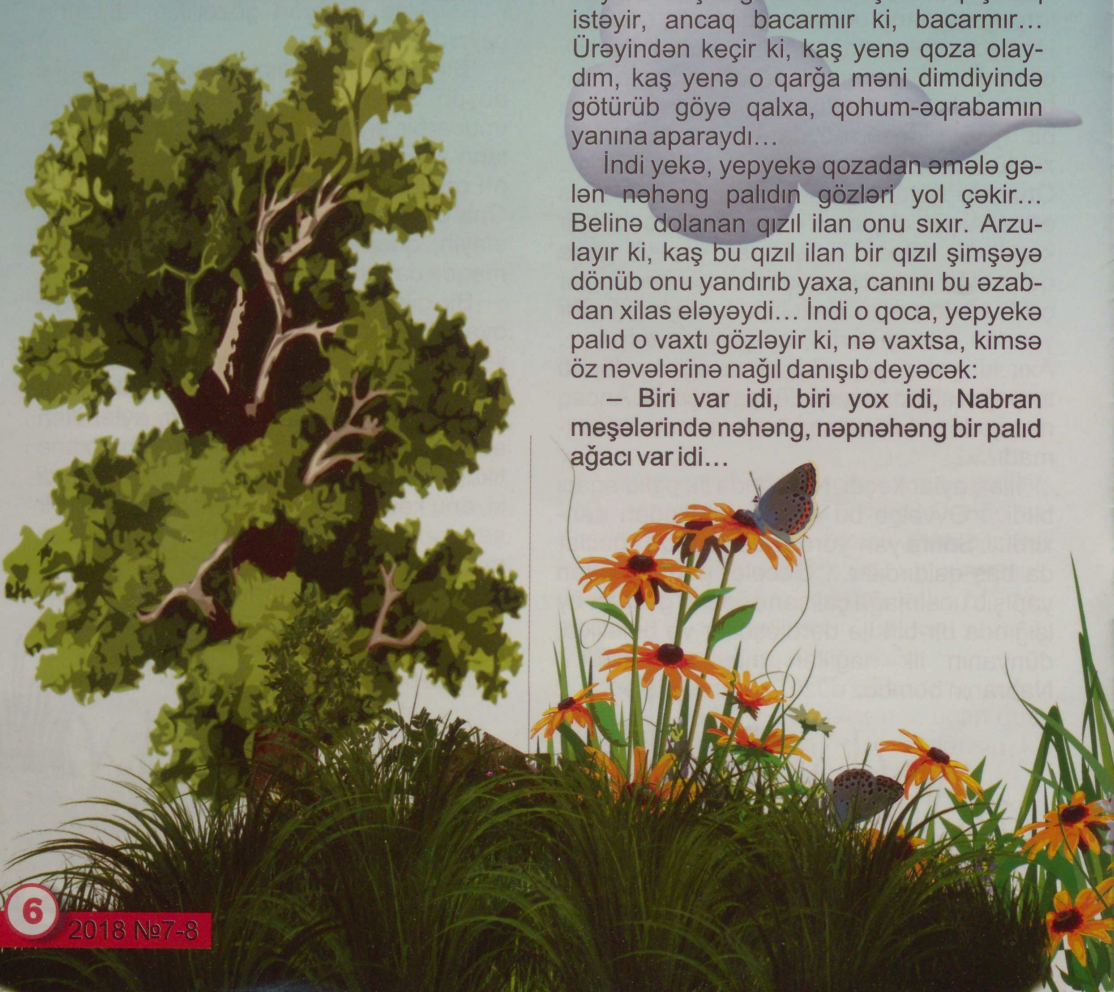 istəyir, ancaq bacarmır ki, bacarmır...
Ürəyindən keçir ki, kaş yenə qoza olay-
dım, kaş yenə o qarğa məni dimdiyində
götürüb göyə qalxa, qohum-əqrabamın
yanına aparaydı...
İndi yekə, yepyekə qozadan əmələ gə-
lən nəhəng palıdın gözləri yol çəkir...
Belinə dolanan qızıl ilan onu sıxır. Arzu-
layır ki, kaş bu qızıl ilan bir qızıl şimşəyə
dönüb onu yandırıb yaxa, canını bu əzab-
dan xilas eləyəydi... İndi o qoca, yepyekə
palıd o vaxtı gözləyir ki, nə vaxtsa, kimsə
öz nəvələrinə nağıl danışıb deyəcək:
– Biri var idi, biri yox idi, Nabran
meşələrində nəhəng, nəpnəhəng bir palıd
ağacı var idi...
6
2018 №7-8